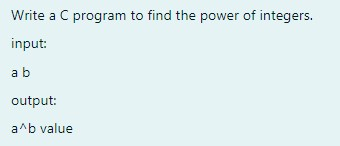 Write a C program to find the power of integers.
input:
a b
output:
a^b value